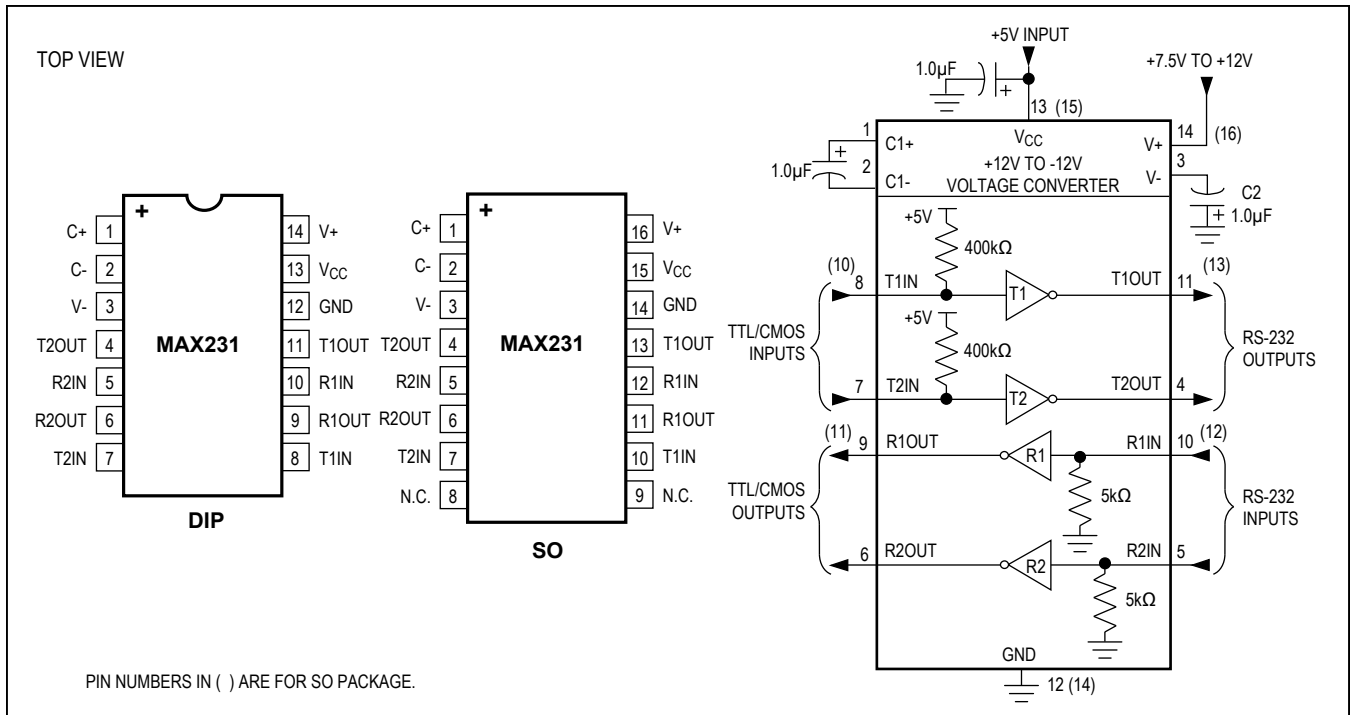 TOP VIEW
C+ 1
C- 2
V- 3
T2OUT 4
R2IN 5
R2OUT 6
T2IN 7
+
MAX231
14 V+
13 VCC
12 GND
11 T1OUT
10 R1IN
9 R1OUT
8 T1IN
DIP
C+ 1
C- 2
V- 3
T2OUT 4
R2IN 5
R2OUT 6
T2IN 7
N.C. 8
+
MAX231
16 V+
15 VCC
14 GND
13 T1OUT
12 R1IN
11 R1OUT
10 T1IN
9 N.C.
SO
PIN NUMBERS IN ( ) ARE FOR SO PACKAGE.
+5V INPUT
1.0µF
+
13 (15)
+7.5V TO +12V
1
C1+
VCC
V+
14
(16)
1.0µF
+
2
C1-
+12V TO -12V
VOLTAGE CONVERTER
3
V-
C2
+
1.0µF
+5V
400kΩ
(10)
8
T1IN
T1
T1OUT
11
(13)
+5V
400kΩ
TTL/CMOS
INPUTS
RS-232
OUTPUTS
7
T2IN
T2
T2OUT
4
(11)
9
R1OUT
R1
R1IN
10
(12)
5kΩ
TTL/CMOS
OUTPUTS
RS-232
INPUTS
6
R2OUT
R2
R2IN
5
5kΩ
GND
12 (14)